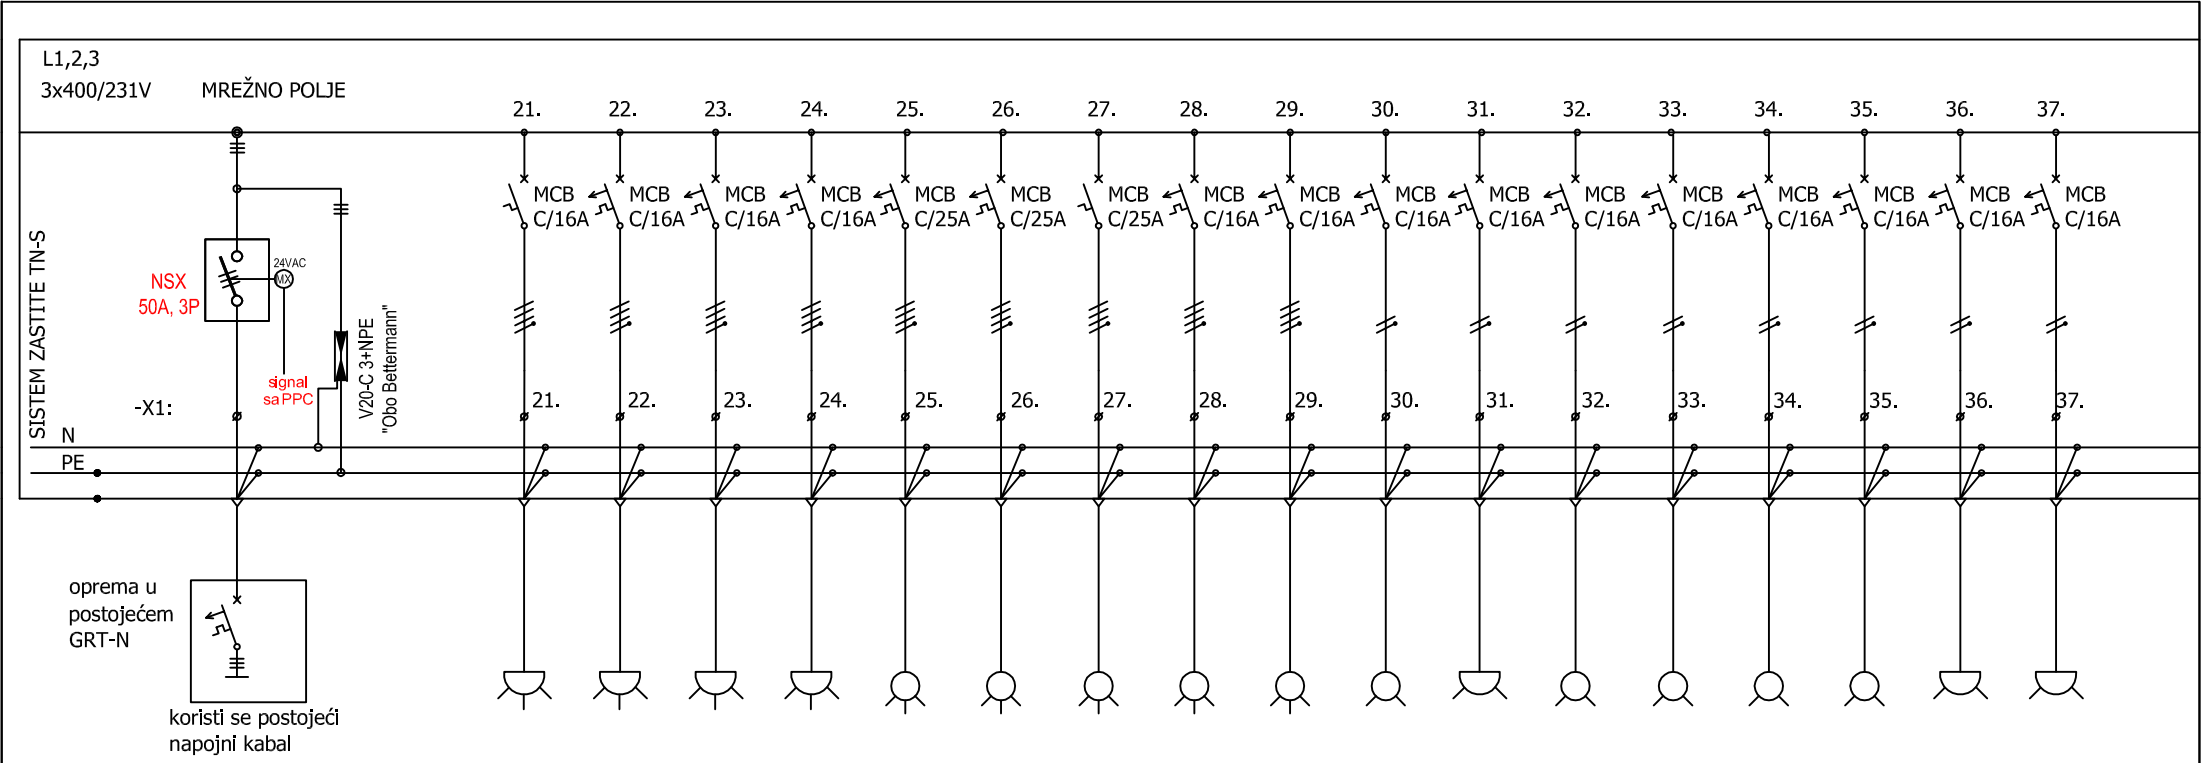 L1,2,3
3x400/231V
MREŽNO POLJE
21. 22. 23. 24. 25. 26. 27. 28. 29. 30. 31. 32. 33. 34. 35. 36. 37.
MCB MCB MCB MCB MCB MCB MCB MCB MCB MCB MCB MCB MCB MCB MCB MCB MCB
C/16A C/16A C/16A C/16A C/25A C/25A C/25A C/16A C/16A C/16A C/16A C/16A C/16A C/16A C/16A C/16A C/16A
SISTEM ZASTITE TN-S
24VAC
MX
NSX
50A, 3P
signal
sa PPC
V20-C 3+NPE
"Obo Bettermann"
-X1:
21. 22. 23. 24. 25. 26. 27. 28. 29. 30. 31. 32. 33. 34. 35. 36. 37.
N
PE
oprema u
postojećem
GRT-N
koristi se postojeći
napojni kabal